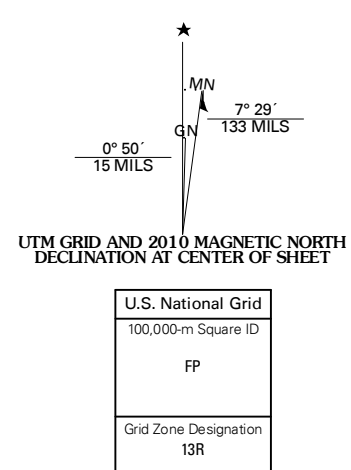 ★
MN
7° 29´
133 MILS
GN
0° 50´
15 MILS
UTM GRID AND 2010 MAGNETIC NORTH
DECLINATION AT CENTER OF SHEET
U.S. National Grid
100,000-m Square ID
FP
Grid Zone Designation
13R